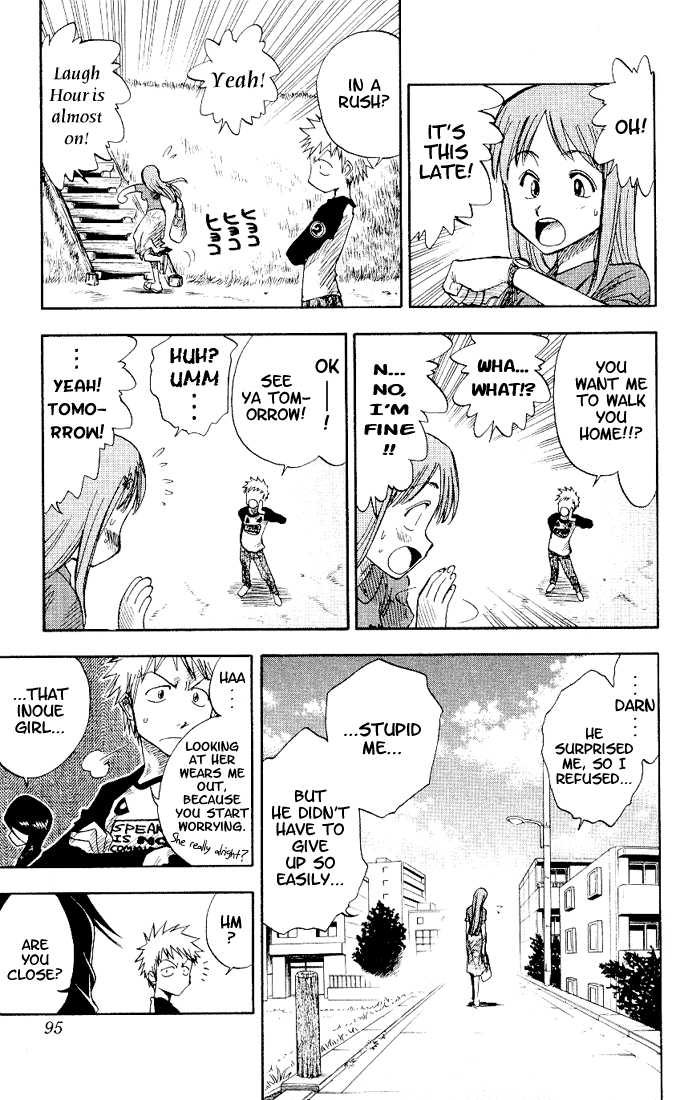 OH!
IT'S
THIS
LATE!
IN A
RUSH?
Yeah!
Laugh
Hour is
almost
on!
YOU
WANT ME
TO WALK
YOU
HOME!!?
WHA...
WHAT!?
N...
NO,
I'M
FINE
!!
OK
—
!
SEE
YA TOM-
ORROW!
HUH?
UMM
...
...
YEAH!
TOMO-
RROW!
DARN
...
HE
SURPRISED
ME, SO I
REFUSED...
...STUPID
ME...
BUT
HE DIDN'T
HAVE TO
GIVE
UP SO
EASILY...
HAA
...
LOOKING
AT HER
WEARS ME
OUT,
BECAUSE
YOU START
WORRYING.
She really alright?
...THAT
INOUE
GIRL...
SPEAK
IS NO
HM
?
ARE
YOU
CLOSE?
95